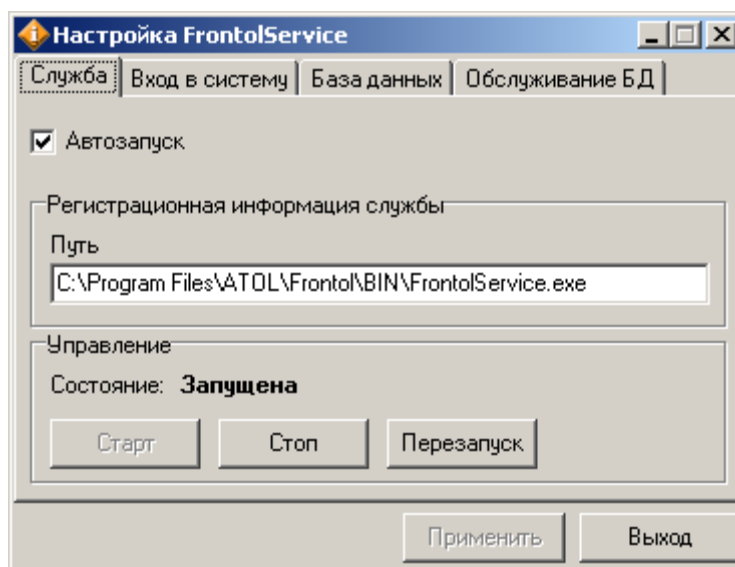 Настройка FrontolService
Служба Вход в систему База данных Обслуживание БД
Автозапуск
Регистрационная информация службы
Путь
C:\Program Files\ATOL\Frontol\BIN\FrontolService.exe
Управление
Состояние: Запущена
Старт Стоп Перезапуск
Применить Выход